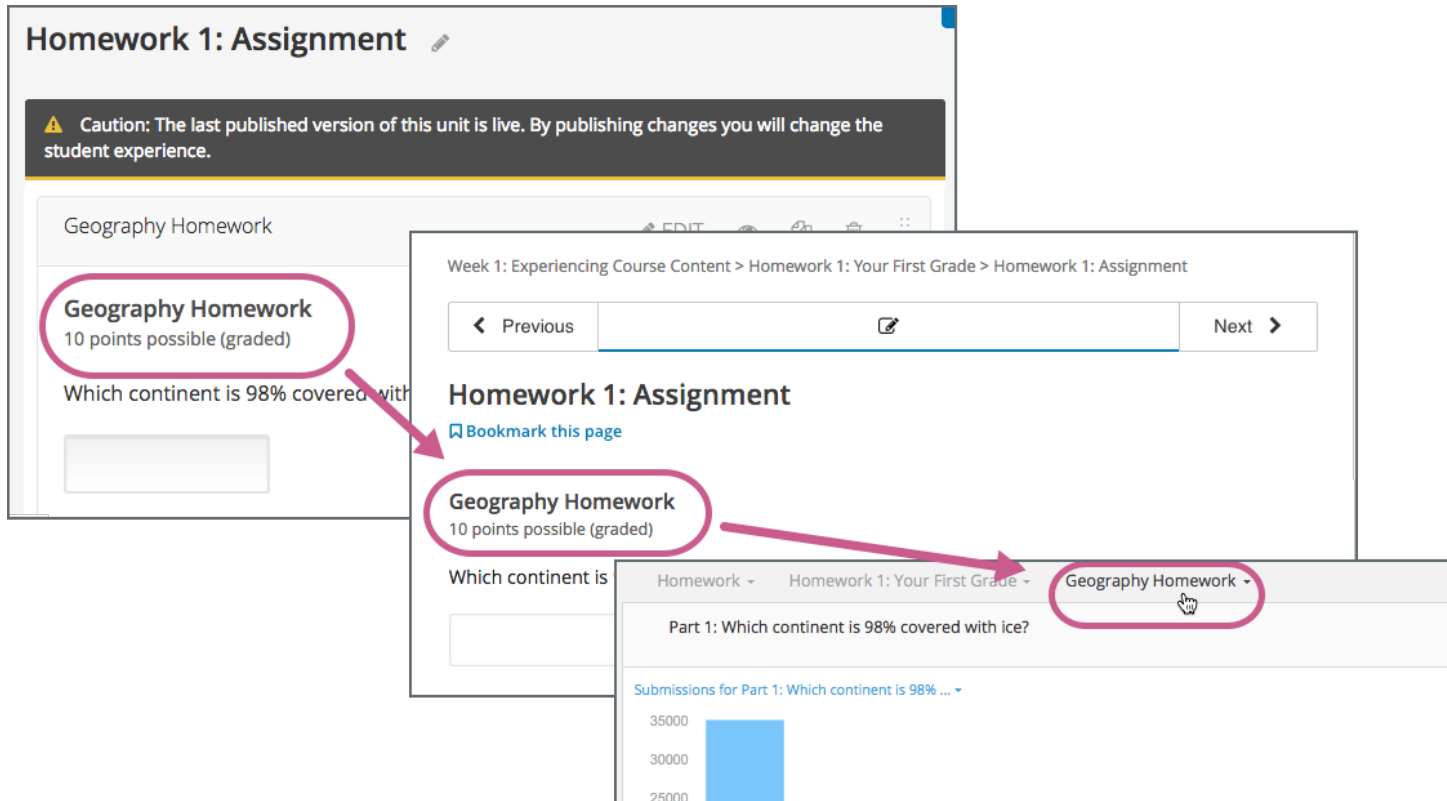 Homework 1: Assignment
Caution: The last published version of this unit is live. By publishing changes you will change the
student experience.
Geography Homework
EDIT
Geography Homework
10 points possible (graded)
Which continent is 98% covered with
Week 1: Experiencing Course Content > Homework 1: Your First Grade > Homework 1: Assignment
Previous
Next
Homework 1: Assignment
Bookmark this page
Geography Homework
10 points possible (graded)
Which continent is
Homework
Homework 1: Your First Grade
Geography Homework
Part 1: Which continent is 98% covered with ice?
Submissions for Part 1: Which continent is 98% ...
35000
30000
25000